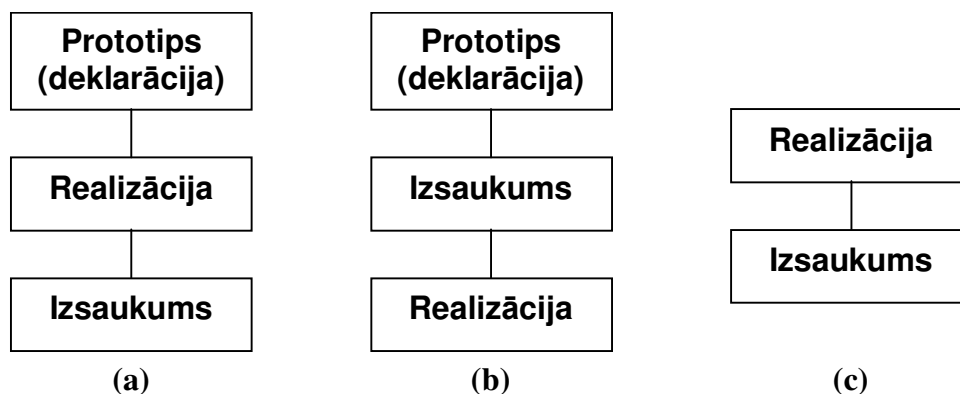 Prototips
(deklarācija)
Realizācija
Izsaukums
(a)
Prototips
(deklarācija)
Izsaukums
Realizācija
(b)
Realizācija
Izsaukums
(c)